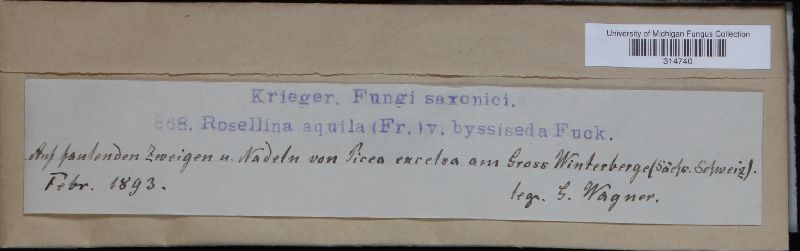 University of Michigan Fungus Collection
314740
Krieger. Fungi saxonici.
868. Rosellina aquila (Fr.) v. byssiseda Fuck.
Auf faulenden Zweigen u. Nadeln von Picea excelsa am Gross Winterberge (Sächs. Schweiz).
Febr. 1893.
leg. G. Wagner.